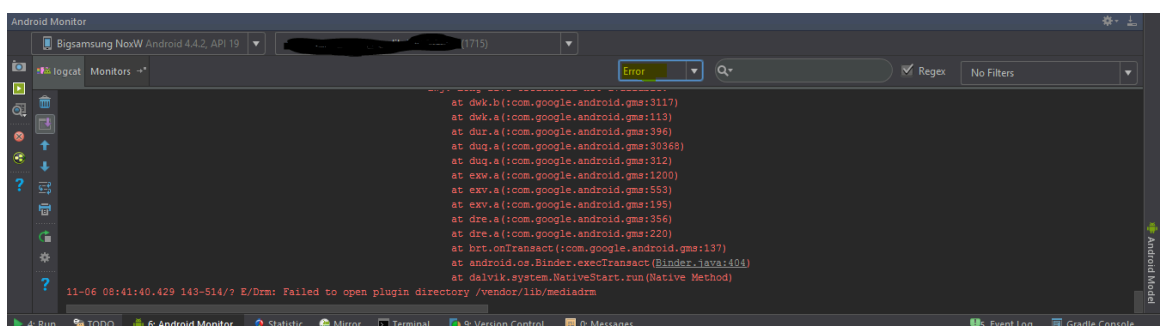 Android Monitor
Bigsamsung NoxW Android 4.4.2, API 19
(1715)
logcat Monitors
Error
Regex
No Filters
at dwk.b(:com.google.android.gms:3117)
at dwk.a(:com.google.android.gms:113)
at dur.a(:com.google.android.gms:396)
at duq.a(:com.google.android.gms:30368)
at duq.a(:com.google.android.gms:312)
at exw.a(:com.google.android.gms:1200)
at exv.a(:com.google.android.gms:553)
at exv.a(:com.google.android.gms:195)
at dre.a(:com.google.android.gms:356)
at dre.a(:com.google.android.gms:220)
at brt.onTransact(:com.google.android.gms:137)
at android.os.Binder.execTransact(Binder.java:404)
at dalvik.system.NativeStart.run(Native Method)
11-06 08:41:40.429 143-514/? E/Drm: Failed to open plugin directory /vendor/lib/mediadrm
Android Model
4: Run TODO 6: Android Monitor Statistic Mirror Terminal 9: Version Control 0: Messages Event Log Gradle Console